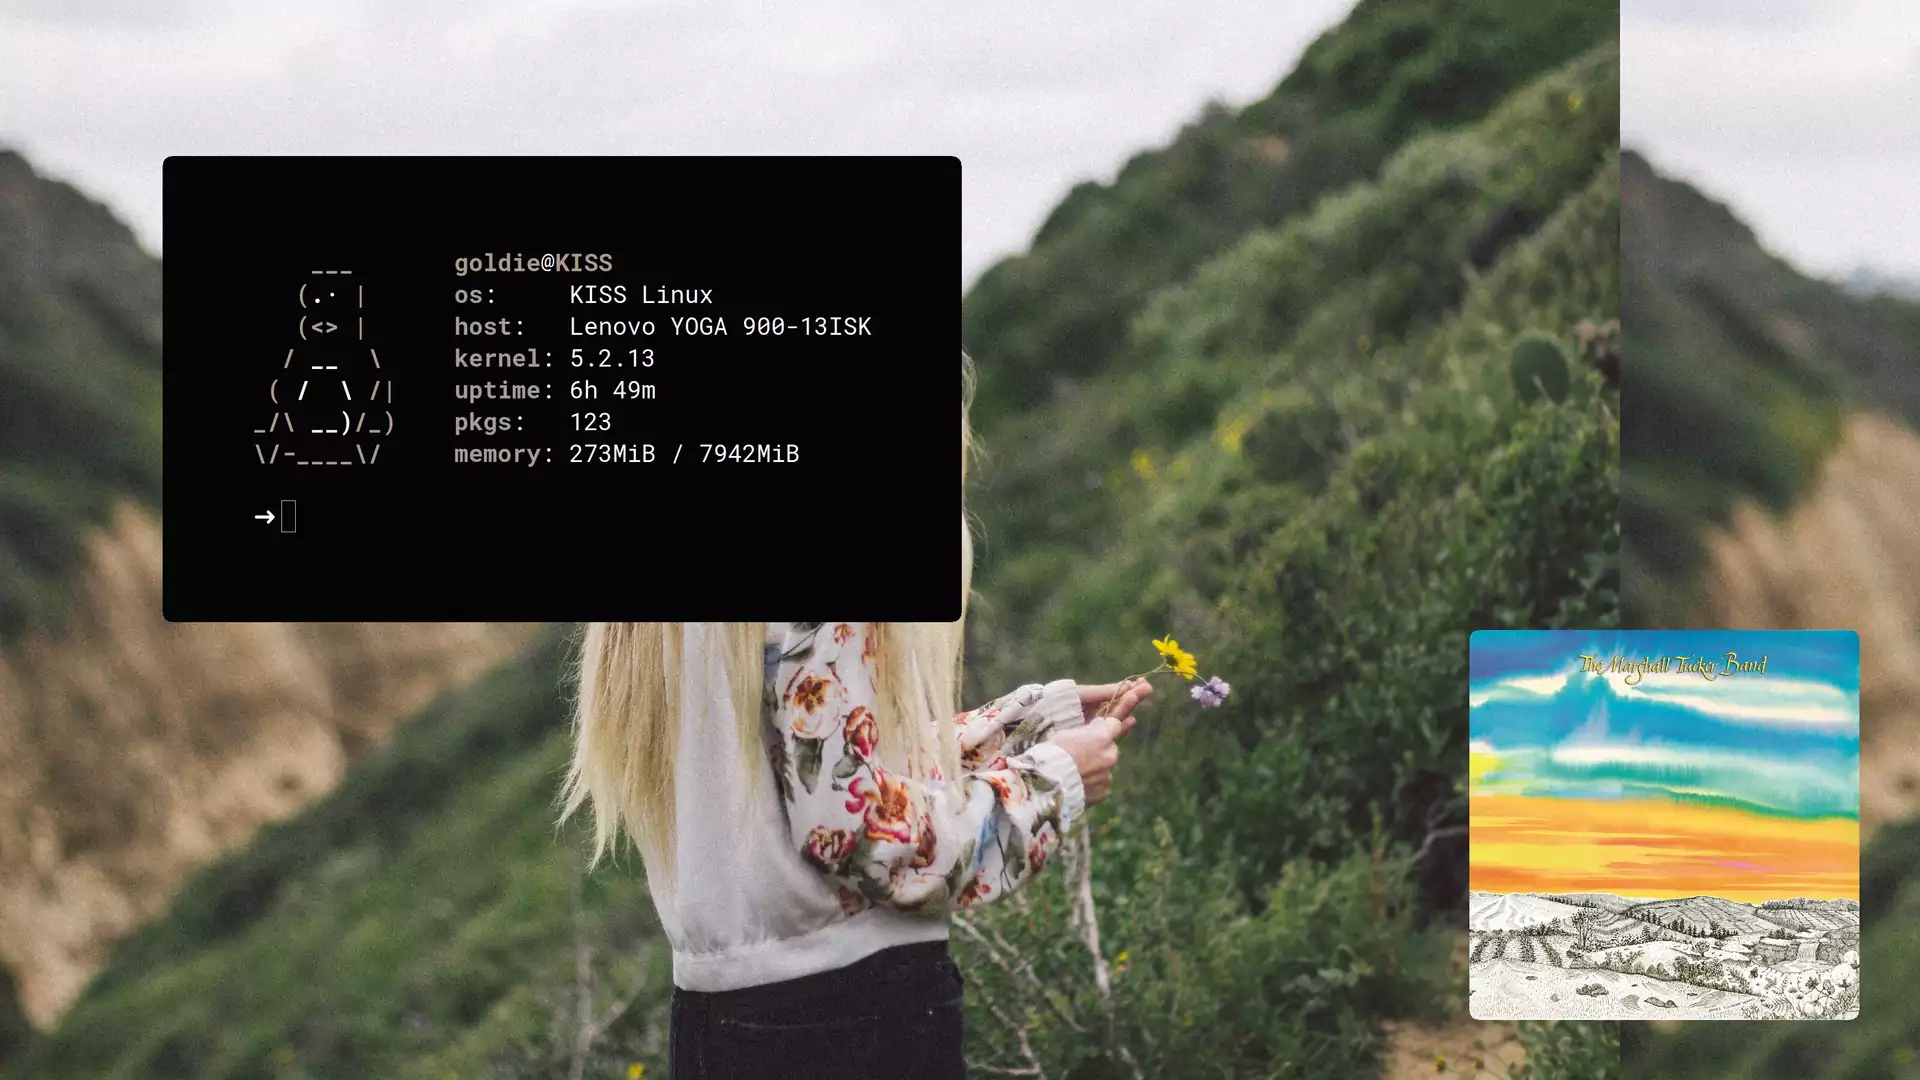 goldie@KISS
os: KISS Linux
host: Lenovo YOGA 900-13ISK
kernel: 5.2.13
uptime: 6h 49m
pkgs: 123
memory: 273MiB / 7942MiB
The Marshall Tucker Band